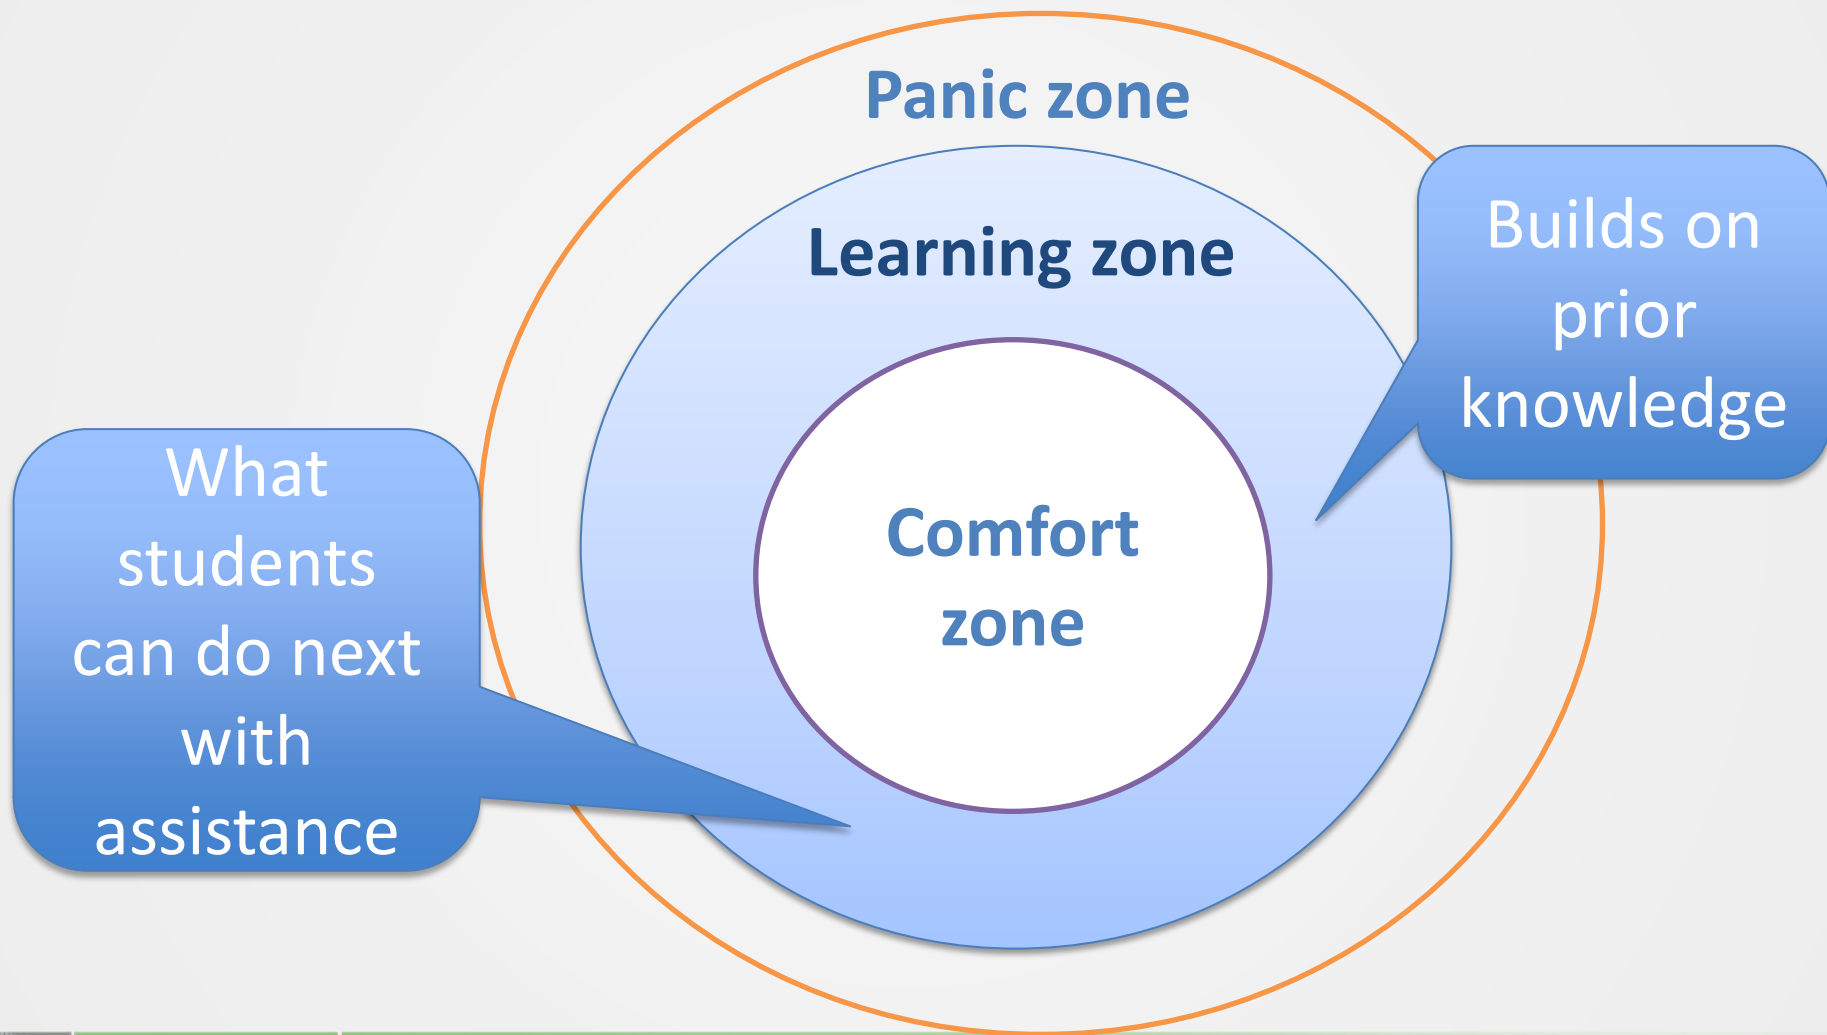 Panic zone
Learning zone
Builds on
prior
knowledge
Comfort
zone
What
students
can do next
with
assistance